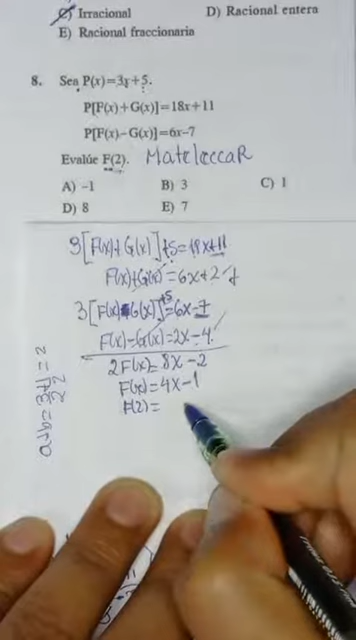 C) Irracional D) Racional entera
E) Racional fraccionaria
8. Sea P(x)=3x+5.
P[F(x)+G(x)]=18x+11
P[F(x)-G(x)]=6x-7
Evalúe F(2). MateleccaR
A) -1 B) 3 C) 1
D) 8 E) 7
3[F(x)+G(x)]+5=18x+11
F(x)+G(x)=6x+2
3[F(x)-G(x)]+5=6x-7
F(x)-G(x)=2x-4
2F(x)=8x-2
F(x)=4x-1
F(2)=